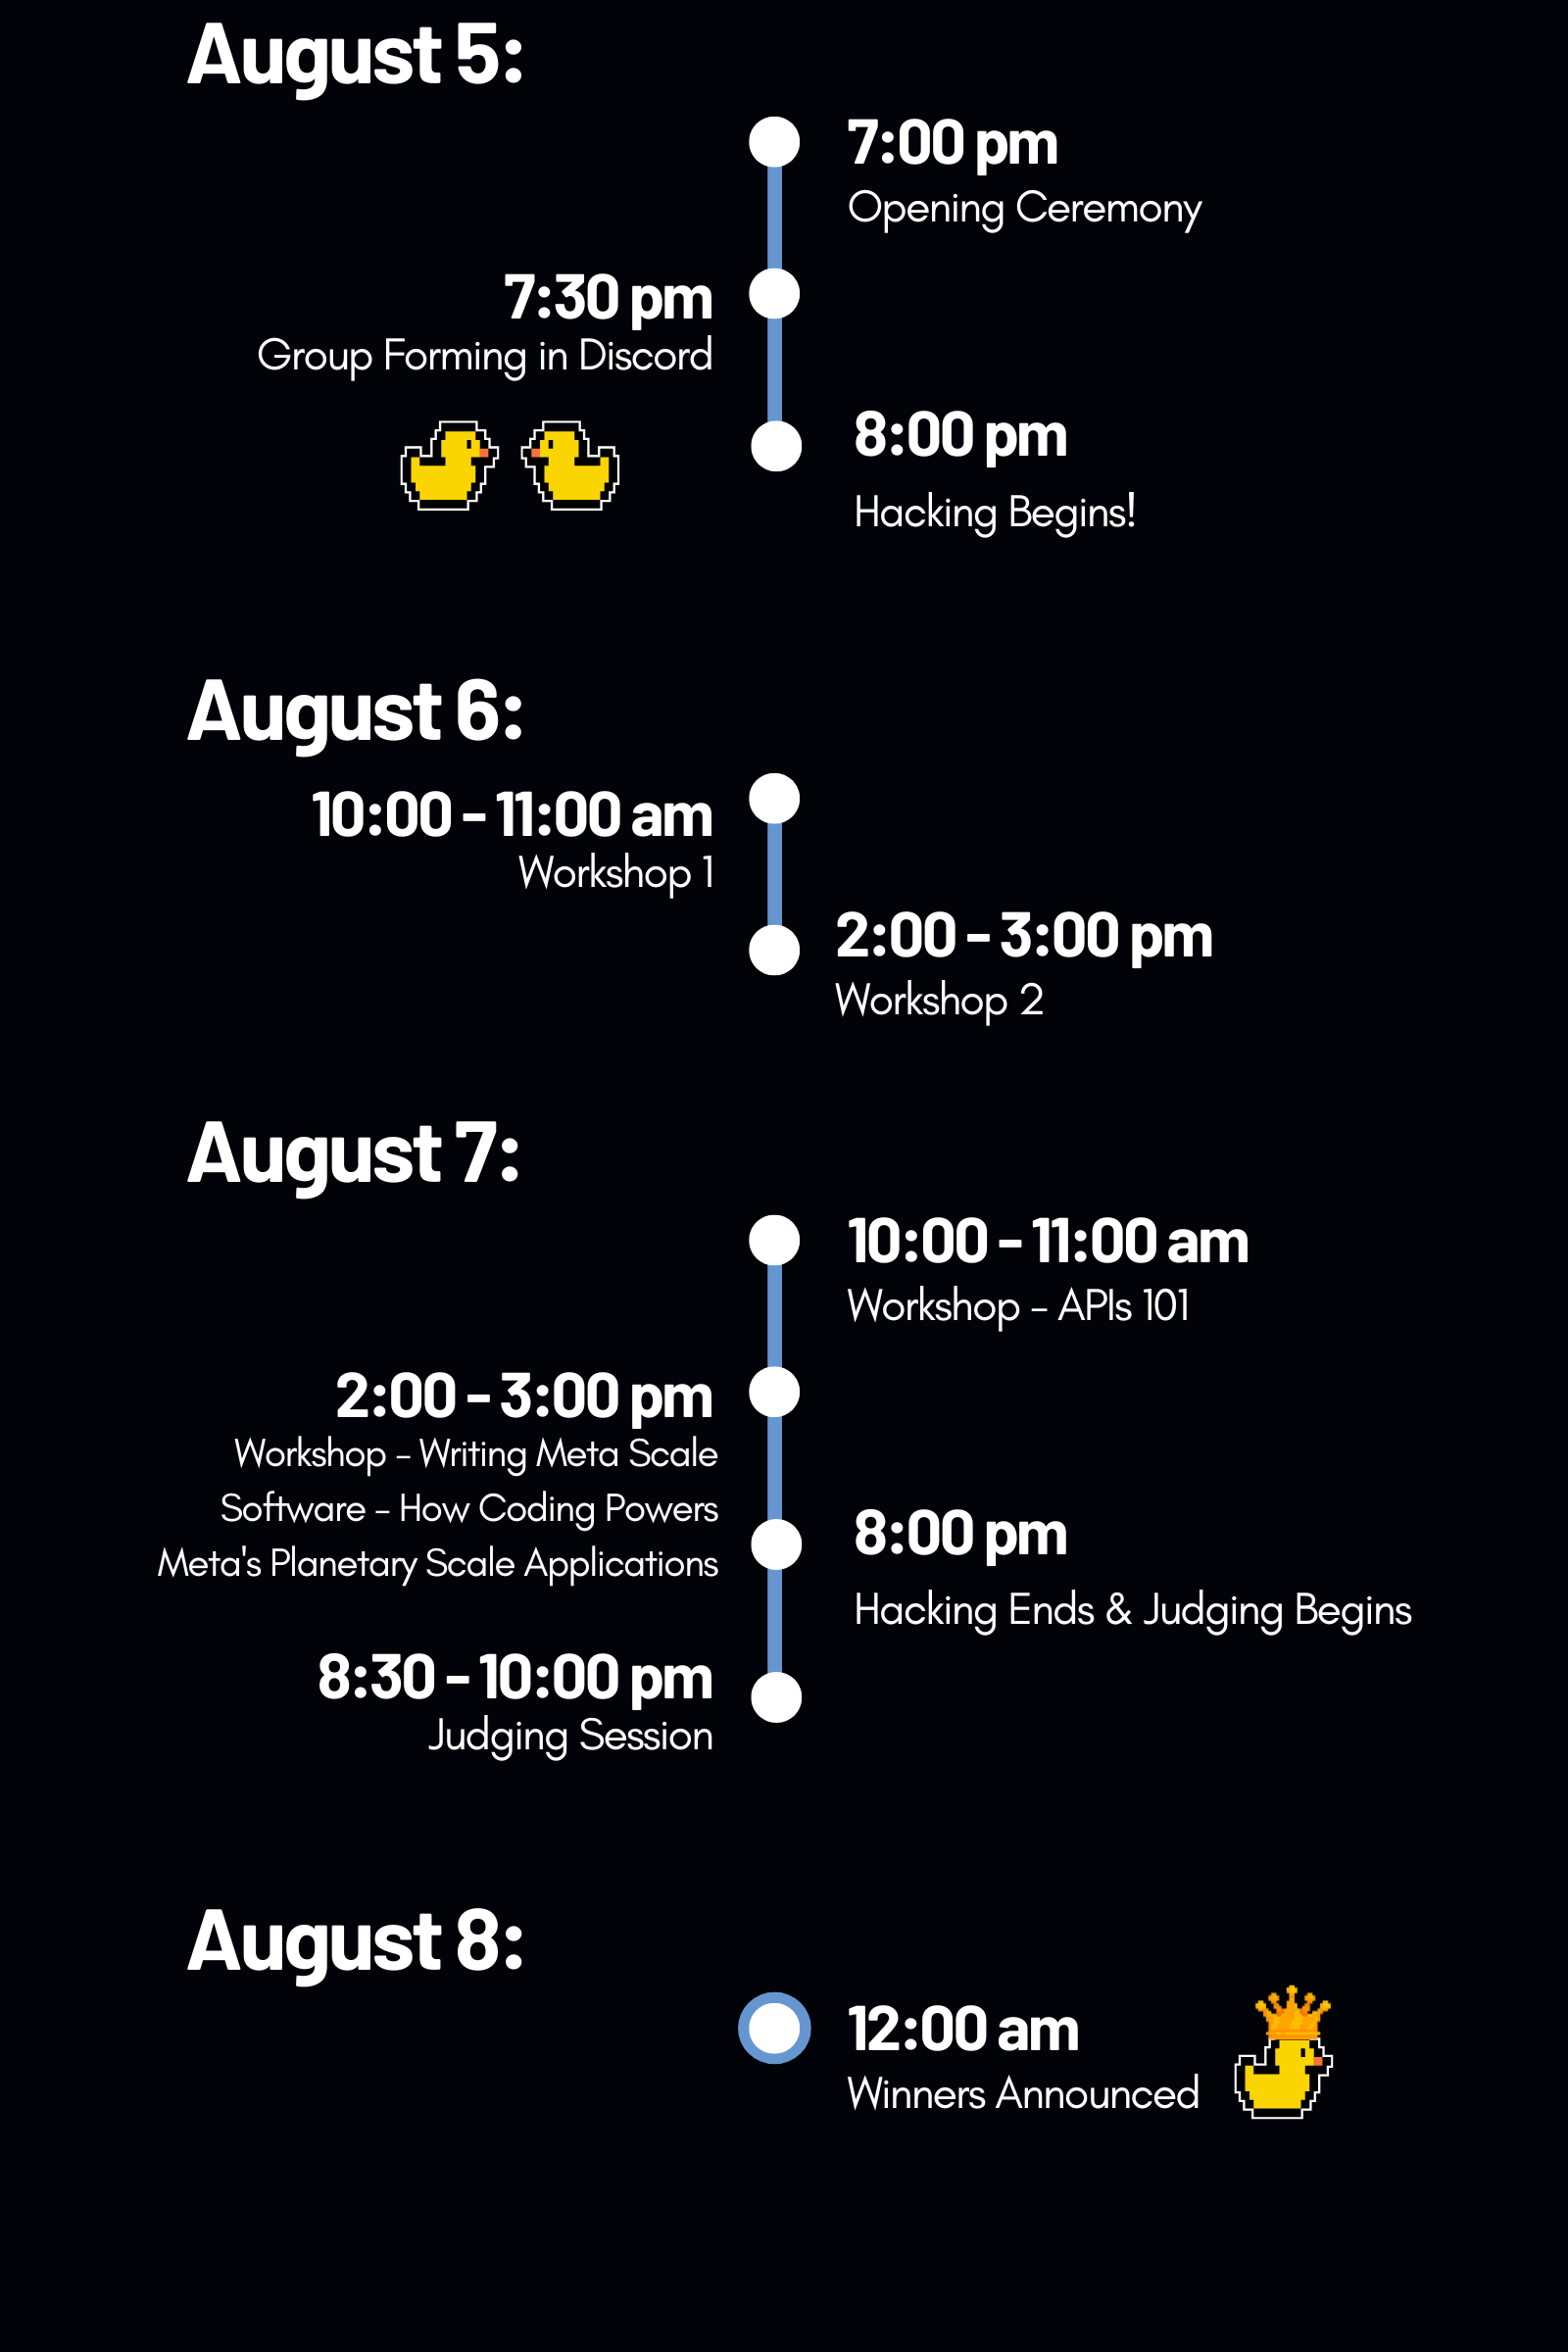 August 5:
7:00 pm
Opening Ceremony
7:30 pm
Group Forming in Discord
8:00 pm
Hacking Begins!
August 6:
10:00 - 11:00 am
Workshop 1
2:00 - 3:00 pm
Workshop 2
August 7:
10:00 - 11:00 am
Workshop - APIs 101
2:00 - 3:00 pm
Workshop - Writing Meta Scale
Software - How Coding Powers
Meta's Planetary Scale Applications
8:00 pm
Hacking Ends & Judging Begins
8:30 - 10:00 pm
Judging Session
August 8:
12:00 am
Winners Announced